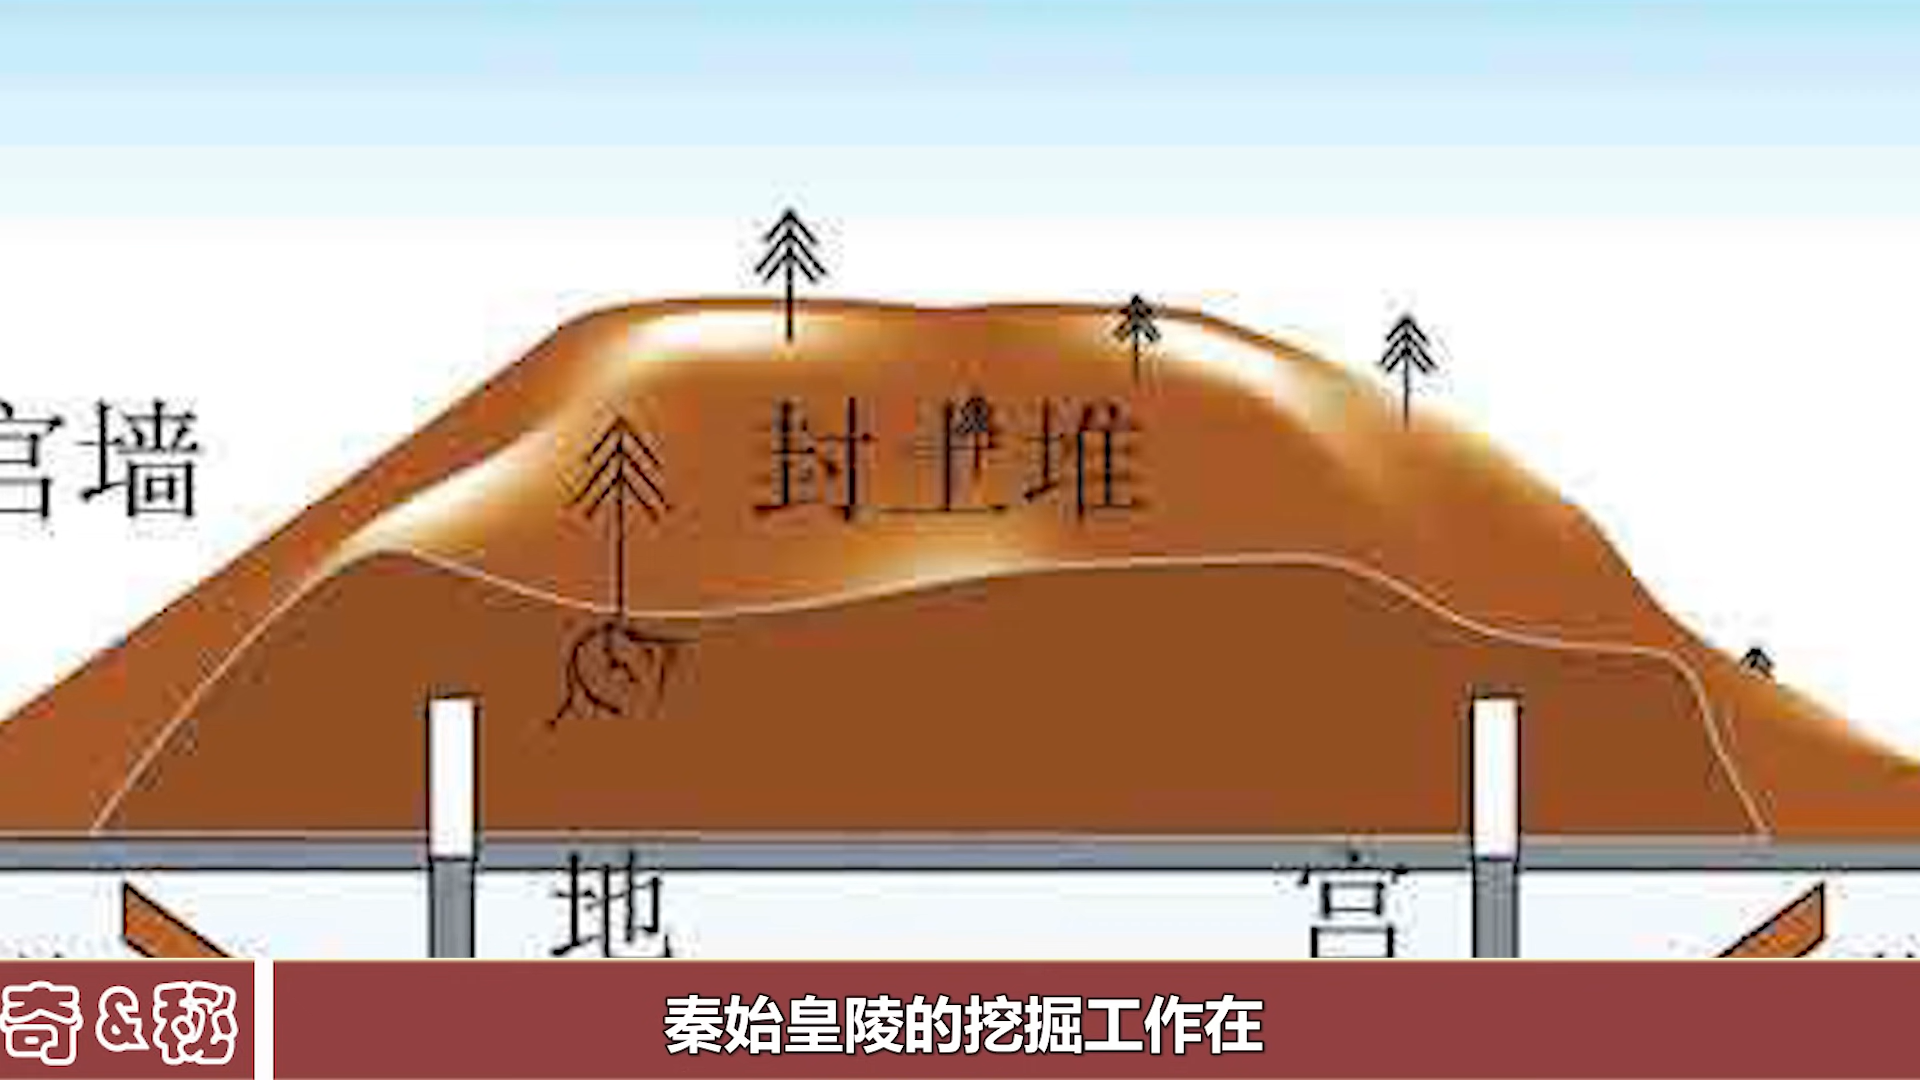 封土堆
宫墙
地宫
奇&秘
秦始皇陵的挖掘工作在